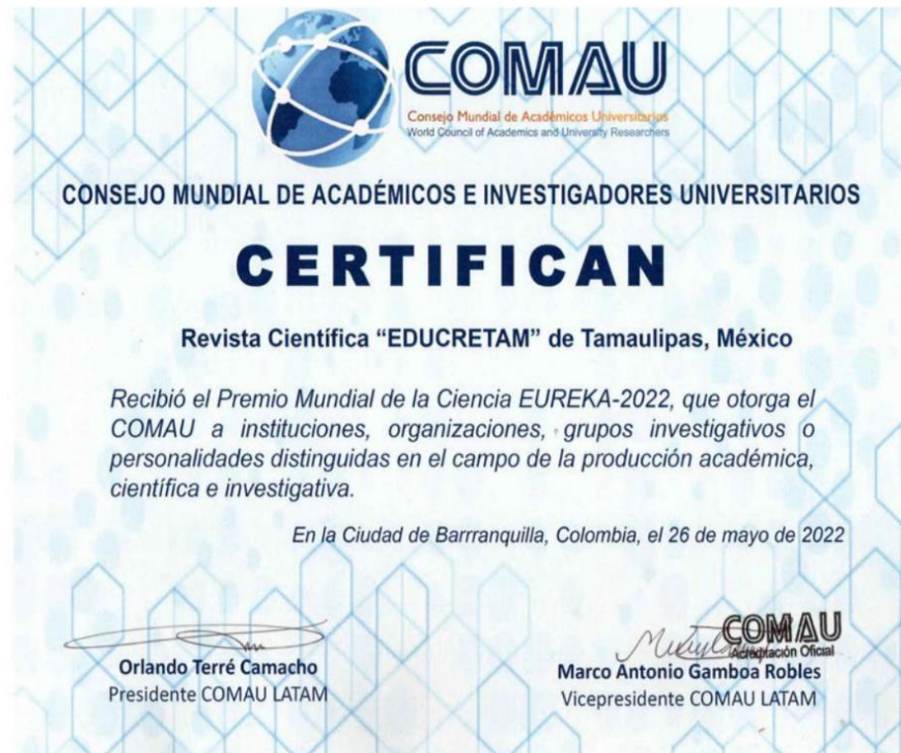 COMAU
Consejo Mundial de Académicos Universitarios
World Council of Academics and University Researchers
CONSEJO MUNDIAL DE ACADÉMICOS E INVESTIGADORES UNIVERSITARIOS
CERTIFICAN
Revista Científica “EDUCRETAM” de Tamaulipas, México
Recibió el Premio Mundial de la Ciencia EUREKA-2022, que otorga el
COMAU a instituciones, organizaciones, grupos investigativos o
personalidades distinguidas en el campo de la producción académica,
científica e investigativa.
En la Ciudad de Barrranquilla, Colombia, el 26 de mayo de 2022
Orlando Terré Camacho
Presidente COMAU LATAM
COMAU
Acreditación Oficial
Marco Antonio Gamboa Robles
Vicepresidente COMAU LATAM